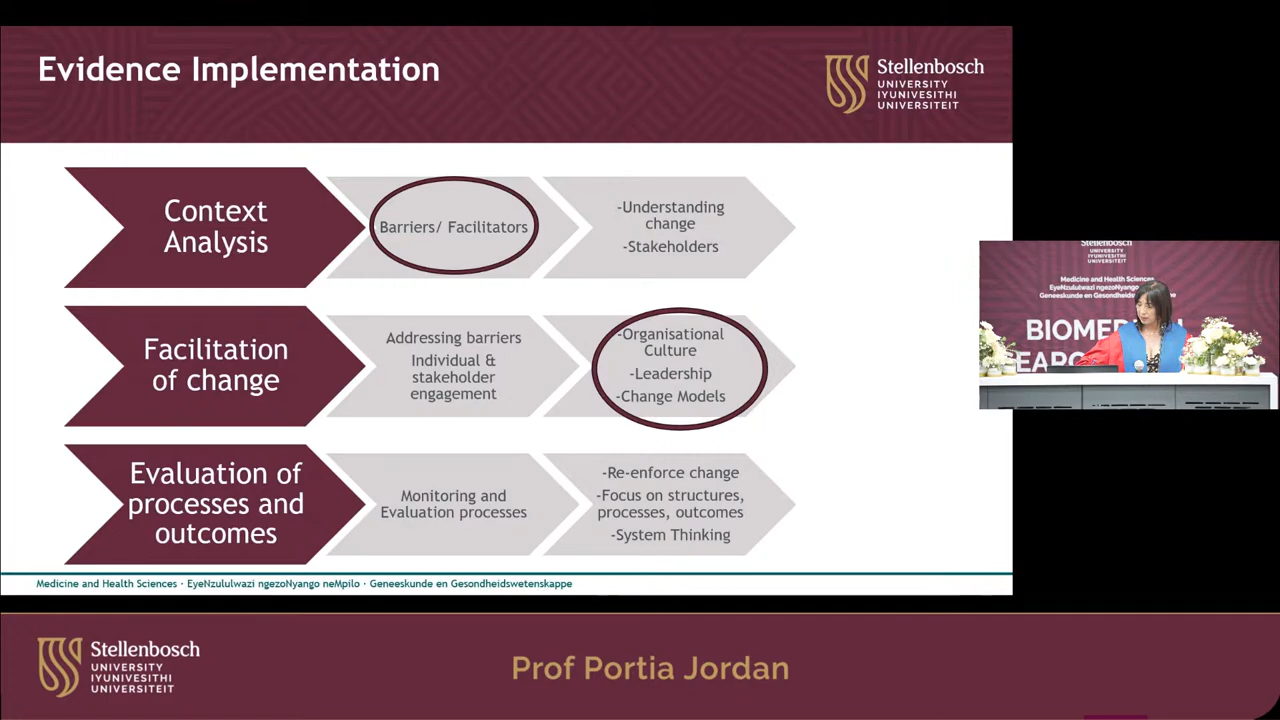 Evidence Implementation
Stellenbosch
UNIVERSITY
IYUNIVESITHI
UNIVERSITEIT
Context
Analysis
Barriers/ Facilitators
-Understanding
change
-Stakeholders
Facilitation
of change
Addressing barriers
Individual &
stakeholder
engagement
-Organisational
Culture
-Leadership
-Change Models
Evaluation of
processes and
outcomes
Monitoring and
Evaluation processes
-Re-enforce change
-Focus on structures,
processes, outcomes
-System Thinking
Medicine and Health Sciences · EyeNzululwazi ngezoNyango neMpilo · Geneeskunde en Gesondheidswetenskappe
Stellenbosch
UNIVERSITY
IYUNIVESITHI
UNIVERSITEIT
Medicine and Health Sciences
EyeNzululwazi ngezoNyango
Geneeskunde en Gesondheidswetenskappe
Stellenbosch
UNIVERSITY
IYUNIVESITHI
UNIVERSITEIT
Prof Portia Jordan